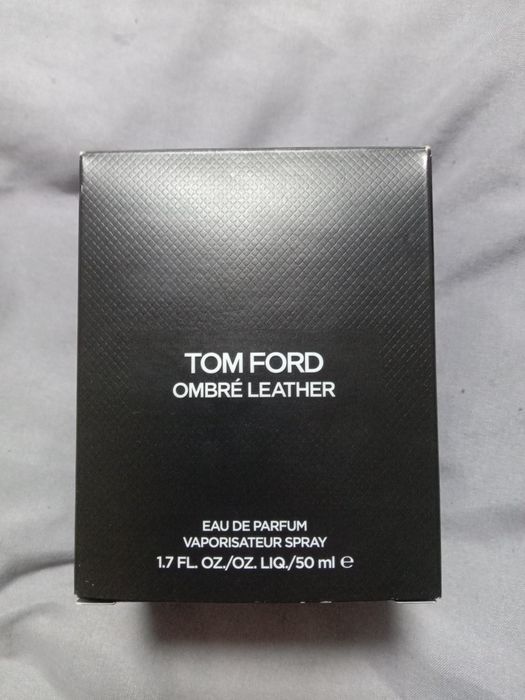 TOM FORD
OMBRÉ LEATHER
EAU DE PARFUM
VAPORISATEUR SPRAY
1.7 FL. OZ./OZ. LIQ./50 ml ℮